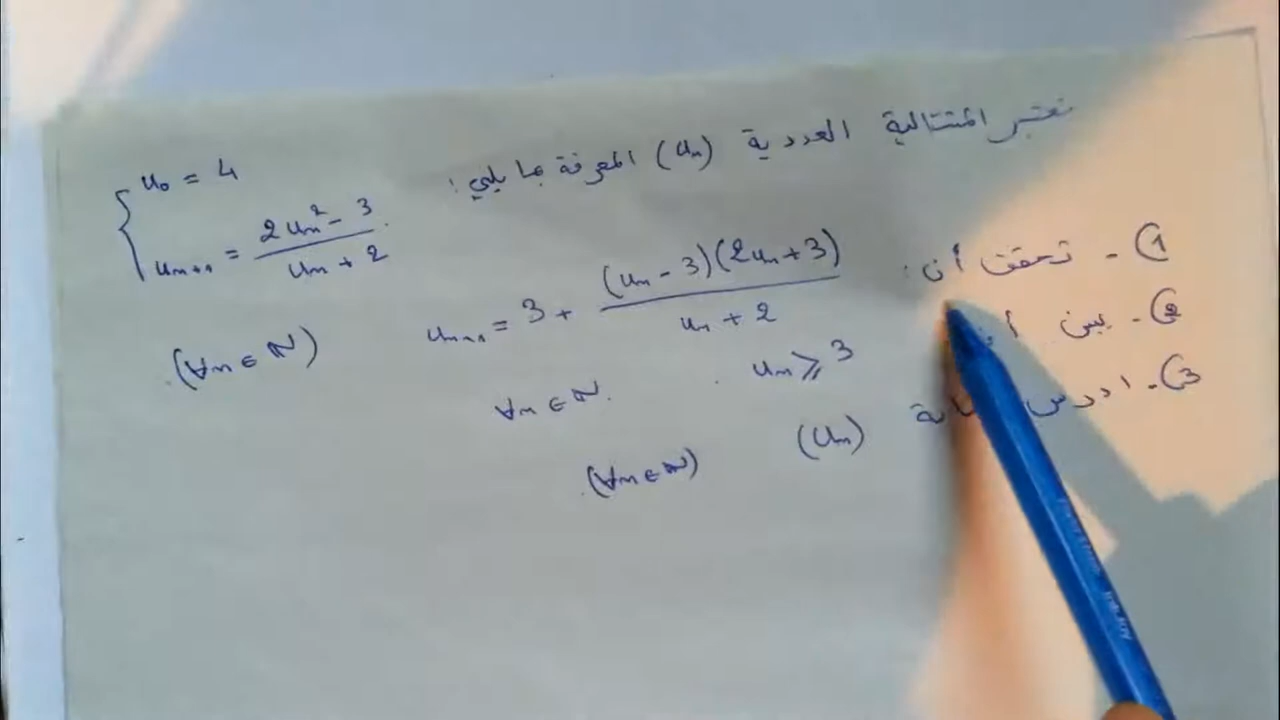 نعتبر المتتالية العددية (uₙ) المعرفة بما يلي:
{ u₀ = 4
uₙ₊₁ = (2uₙ² - 3)/(uₙ + 2)
①- تحقق أن: uₙ₊₁ = 3 + (uₙ - 3)(2uₙ + 3)/(uₙ + 2) (∀n ∈ ℕ)
②- بين uₙ ⩾ 3 ∀n ∈ ℕ.
③- ادرس (uₙ) (∀n ∈ ℕ)